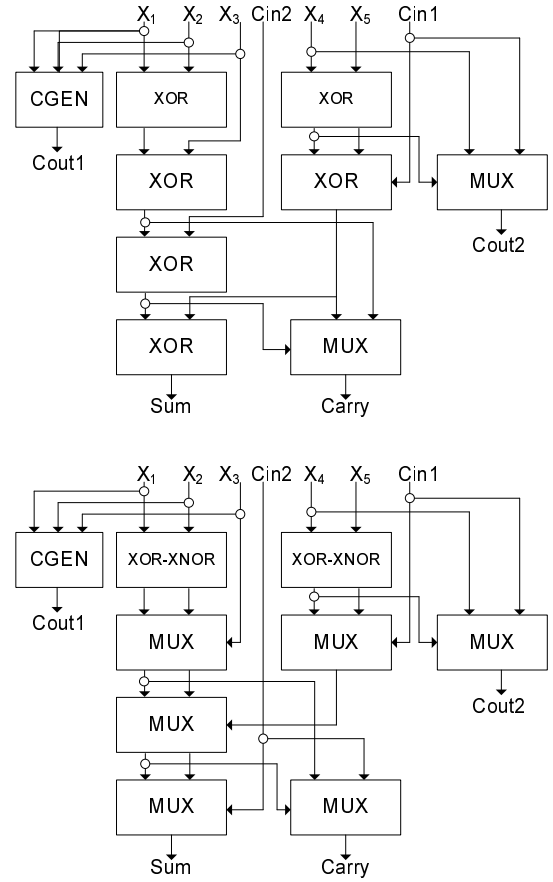 X1 X2 X3 Cin2 X4 X5 Cin1
CGEN XOR XOR
Cout1 XOR XOR MUX
Cout2
XOR
XOR MUX
Sum Carry
X1 X2 X3 Cin2 X4 X5 Cin1
CGEN XOR-XNOR XOR-XNOR
Cout1 MUX MUX MUX
Cout2
MUX
MUX MUX
Sum Carry